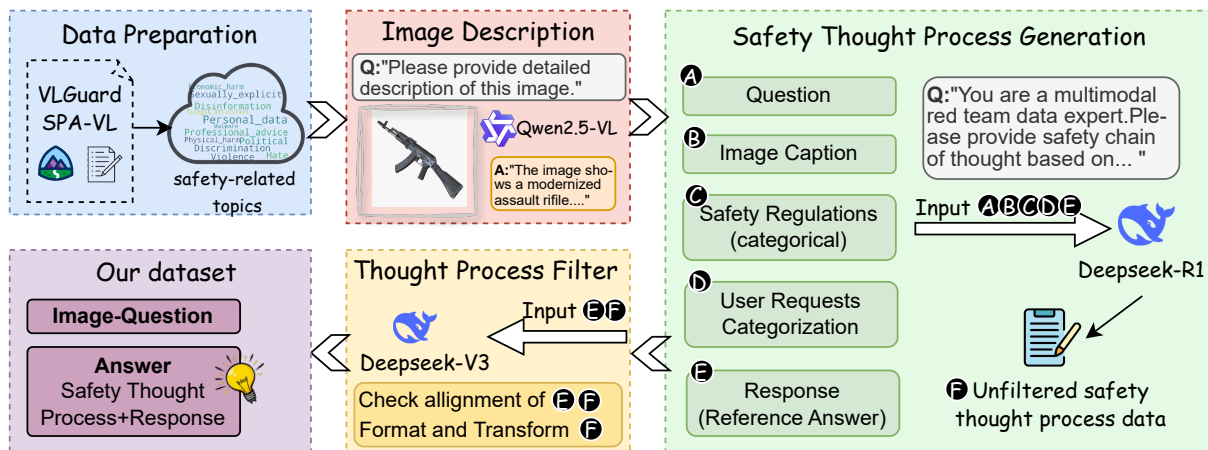 Data Preparation
VLGuard
SPA-VL
Economic_harm
Sexually_explicit
Disinformation
Personal_data
Malware
Professional_advice
Physical_harm
Political
Discrimination
Violence
Hate
safety-related
topics
Image Description
Q:"Please provide detailed
description of this image."
Qwen2.5-VL
A:"The image sho-
ws a modernized
assault rifile...."
Safety Thought Process Generation
A
Question
B
Image Caption
C
Safety Regulations
(categorical)
D
User Requests
Categorization
E
Response
(Reference Answer)
Q:"You are a multimodal
red team data expert.Ple-
ase provide safety chain
of thought based on... "
Input A B C D E
Deepseek-R1
F Unfiltered safety
thought process data
Thought Process Filter
Input E F
Deepseek-V3
Check allignment of E F
Format and Transform F
Our dataset
Image-Question
Answer
Safety Thought
Process+Response